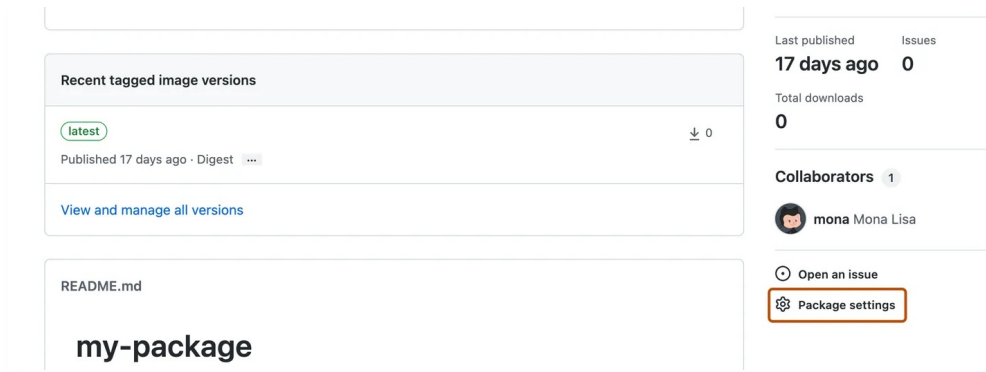 Recent tagged image versions
latest
0
Published 17 days ago · Digest ...
View and manage all versions
README.md
my-package
Last published Issues
17 days ago 0
Total downloads
0
Collaborators 1
mona Mona Lisa
Open an issue
Package settings